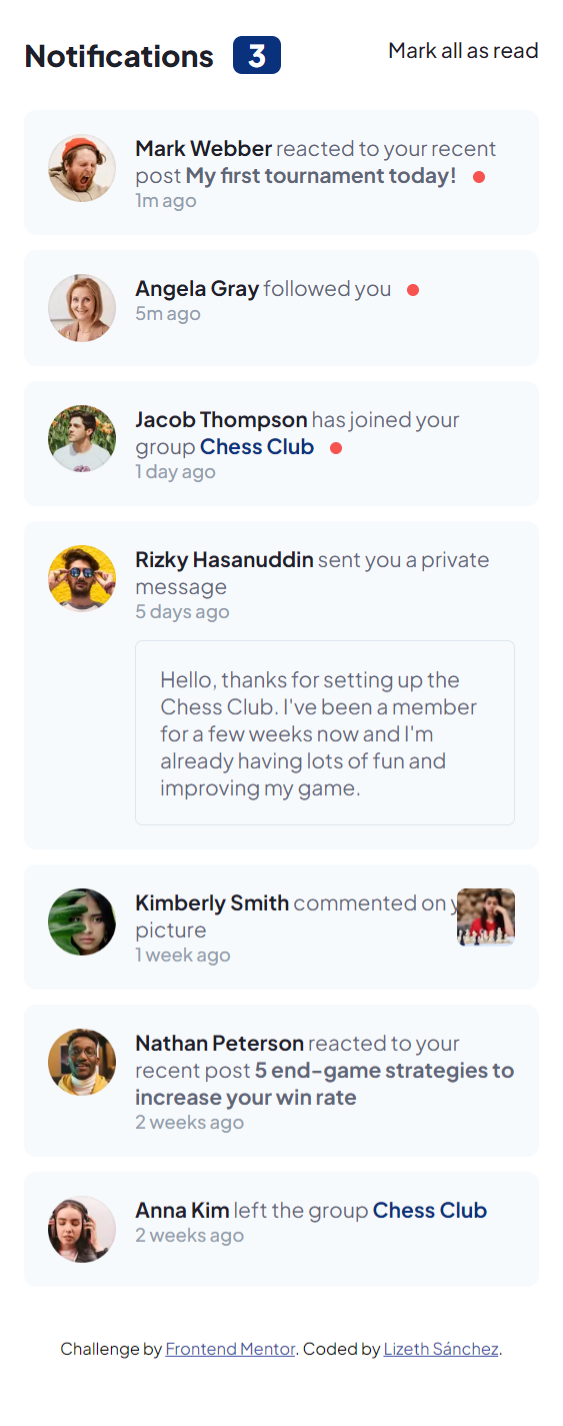 Notifications 3 Mark all as read
Mark Webber reacted to your recent
post My first tournament today!
1m ago
Angela Gray followed you
5m ago
Jacob Thompson has joined your
group Chess Club
1 day ago
Rizky Hasanuddin sent you a private
message
5 days ago
Hello, thanks for setting up the
Chess Club. I've been a member
for a few weeks now and I'm
already having lots of fun and
improving my game.
Kimberly Smith commented on
picture
1 week ago
Nathan Peterson reacted to your
recent post 5 end-game strategies to
increase your win rate
2 weeks ago
Anna Kim left the group Chess Club
2 weeks ago
Challenge by Frontend Mentor. Coded by Lizeth Sánchez.